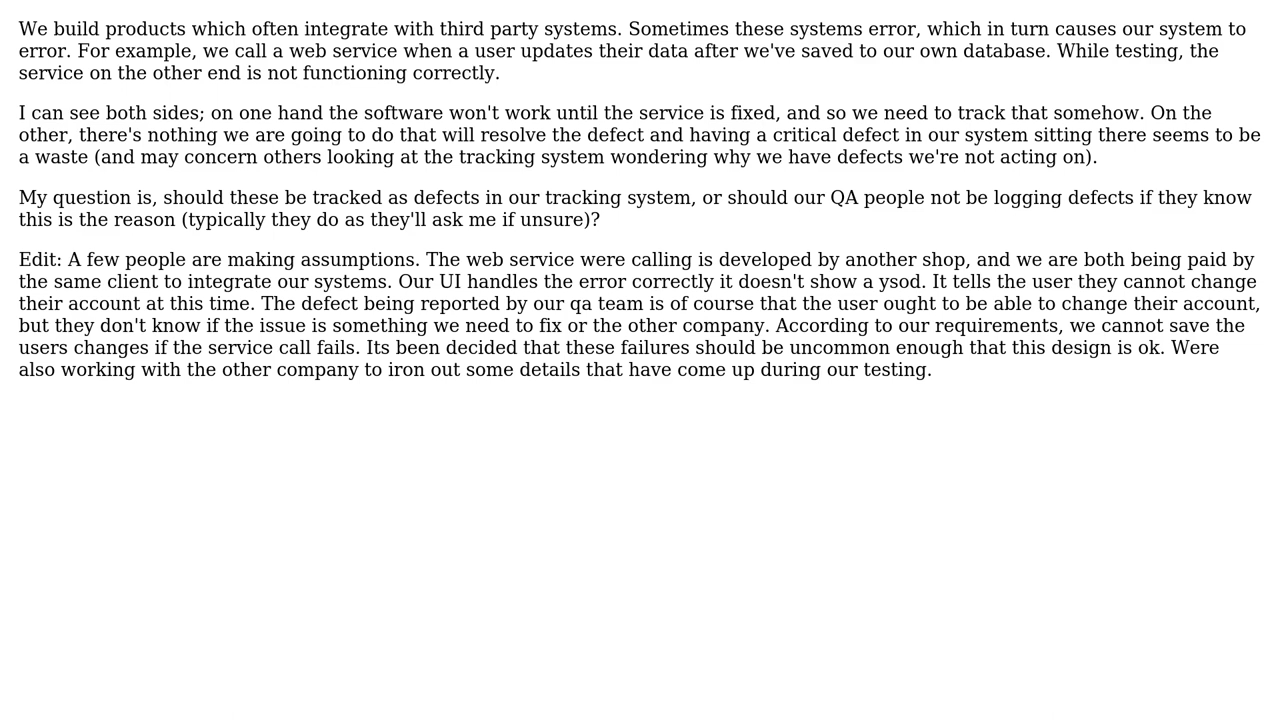 We build products which often integrate with third party systems. Sometimes these systems error, which in turn causes our system to
error. For example, we call a web service when a user updates their data after we've saved to our own database. While testing, the
service on the other end is not functioning correctly.
I can see both sides; on one hand the software won't work until the service is fixed, and so we need to track that somehow. On the
other, there's nothing we are going to do that will resolve the defect and having a critical defect in our system sitting there seems to be
a waste (and may concern others looking at the tracking system wondering why we have defects we're not acting on).
My question is, should these be tracked as defects in our tracking system, or should our QA people not be logging defects if they know
this is the reason (typically they do as they'll ask me if unsure)?
Edit: A few people are making assumptions. The web service were calling is developed by another shop, and we are both being paid by
the same client to integrate our systems. Our UI handles the error correctly it doesn't show a ysod. It tells the user they cannot change
their account at this time. The defect being reported by our qa team is of course that the user ought to be able to change their account,
but they don't know if the issue is something we need to fix or the other company. According to our requirements, we cannot save the
users changes if the service call fails. Its been decided that these failures should be uncommon enough that this design is ok. Were
also working with the other company to iron out some details that have come up during our testing.